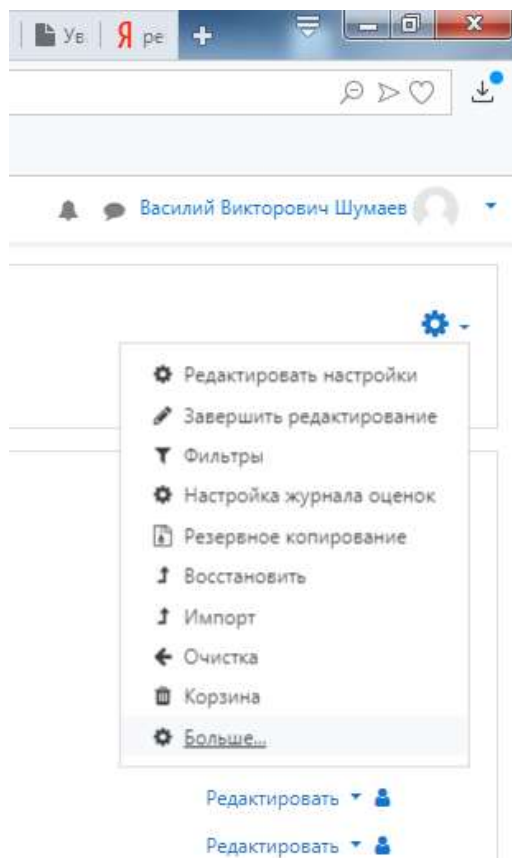 Ув Я ре
Василий Викторович Шумаев
Редактировать настройки
Завершить редактирование
Фильтры
Настройка журнала оценок
Резервное копирование
Восстановить
Импорт
Очистка
Корзина
Больше...
Редактировать
Редактировать